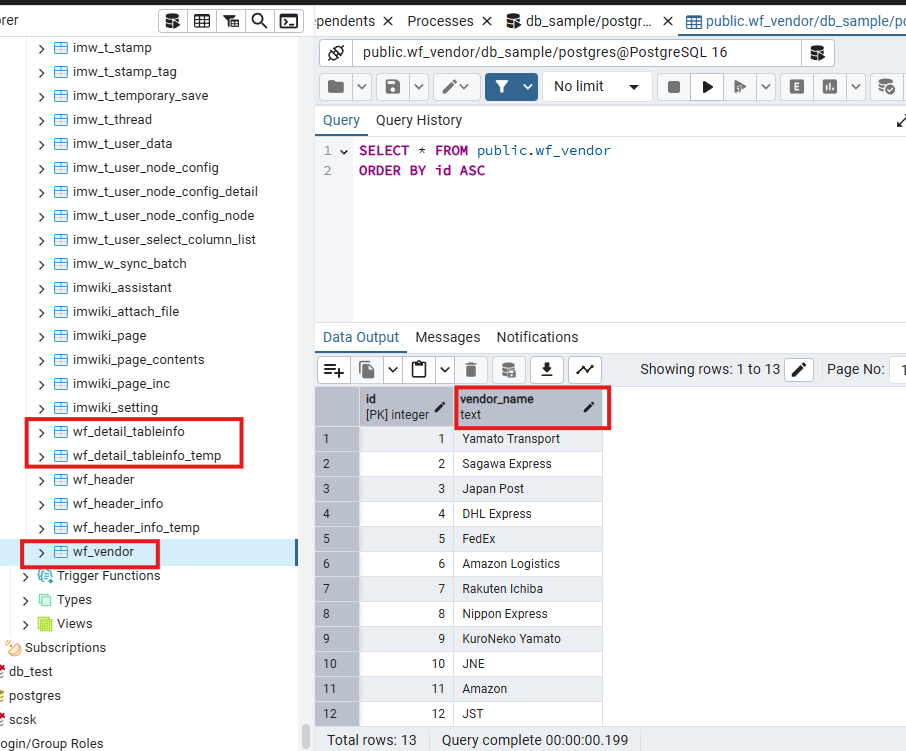 orer
imw_t_stamp
imw_t_stamp_tag
imw_t_temporary_save
imw_t_thread
imw_t_user_data
imw_t_user_node_config
imw_t_user_node_config_detail
imw_t_user_node_config_node
imw_t_user_select_column_list
imw_w_sync_batch
imwiki_assistant
imwiki_attach_file
imwiki_page
imwiki_page_contents
imwiki_page_inc
imwiki_setting
wf_detail_tableinfo
wf_detail_tableinfo_temp
wf_header
wf_header_info
wf_header_info_temp
wf_vendor
Trigger Functions
Types
Views
Subscriptions
db_test
postgres
scsk
ogin/Group Roles
ependents Processes db_sample/postgr... public.wf_vendor/db_sample/po
public.wf_vendor/db_sample/postgres@PostgreSQL 16
No limit E
Query Query History
1 SELECT * FROM public.wf_vendor
2 ORDER BY id ASC
Data Output Messages Notifications
Showing rows: 1 to 13 Page No: 1
id vendor_name
[PK] integer text
1 1 Yamato Transport
2 2 Sagawa Express
3 3 Japan Post
4 4 DHL Express
5 5 FedEx
6 6 Amazon Logistics
7 7 Rakuten Ichiba
8 8 Nippon Express
9 9 KuroNeko Yamato
10 10 JNE
11 11 Amazon
12 12 JST
Total rows: 13 Query complete 00:00:00.199